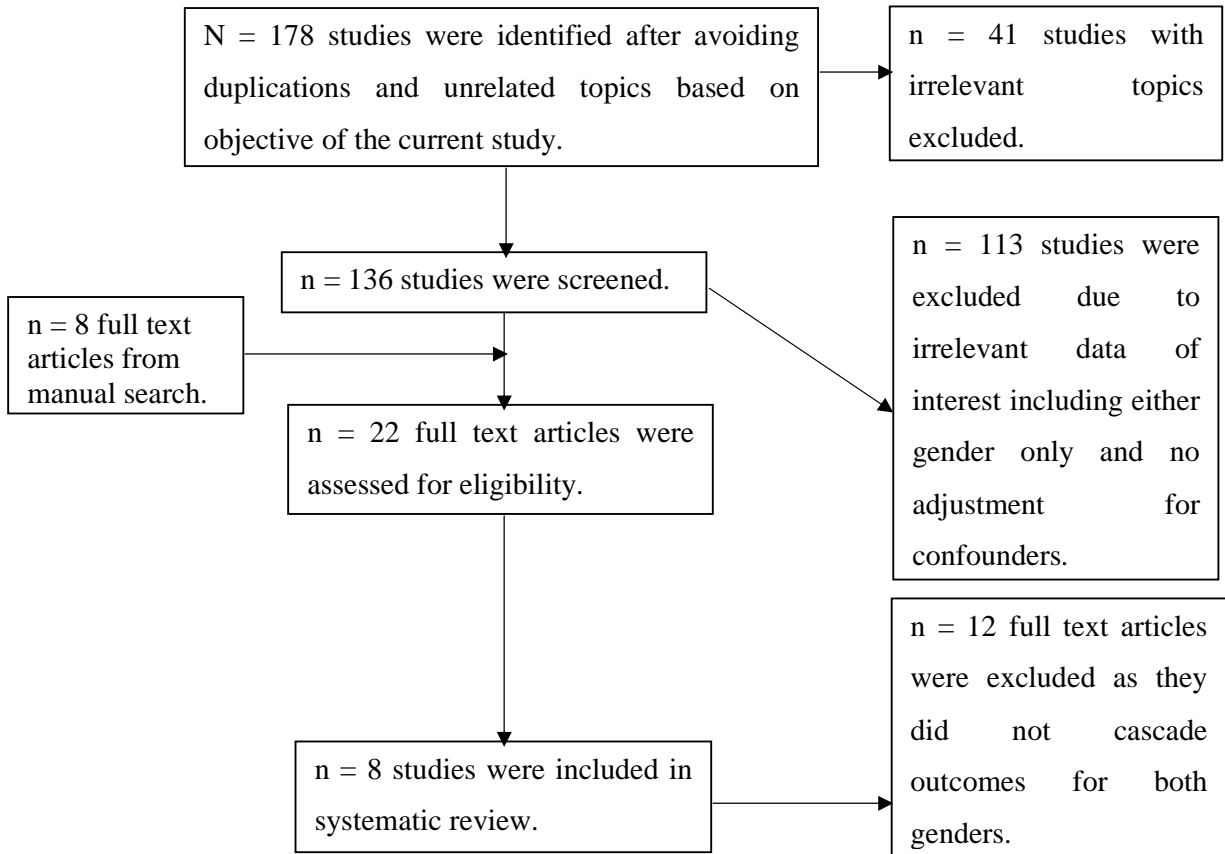 N = 178 studies were identified after avoiding
duplications and unrelated topics based on
objective of the current study.
n = 41 studies with
irrelevant topics
excluded.
n = 136 studies were screened.
n = 113 studies were
excluded due to
irrelevant data of
interest including either
gender only and no
adjustment for
confounders.
n = 8 full text
articles from
manual search.
n = 22 full text articles were
assessed for eligibility.
n = 12 full text articles
were excluded as they
did not cascade
outcomes for both
genders.
n = 8 studies were included in
systematic review.